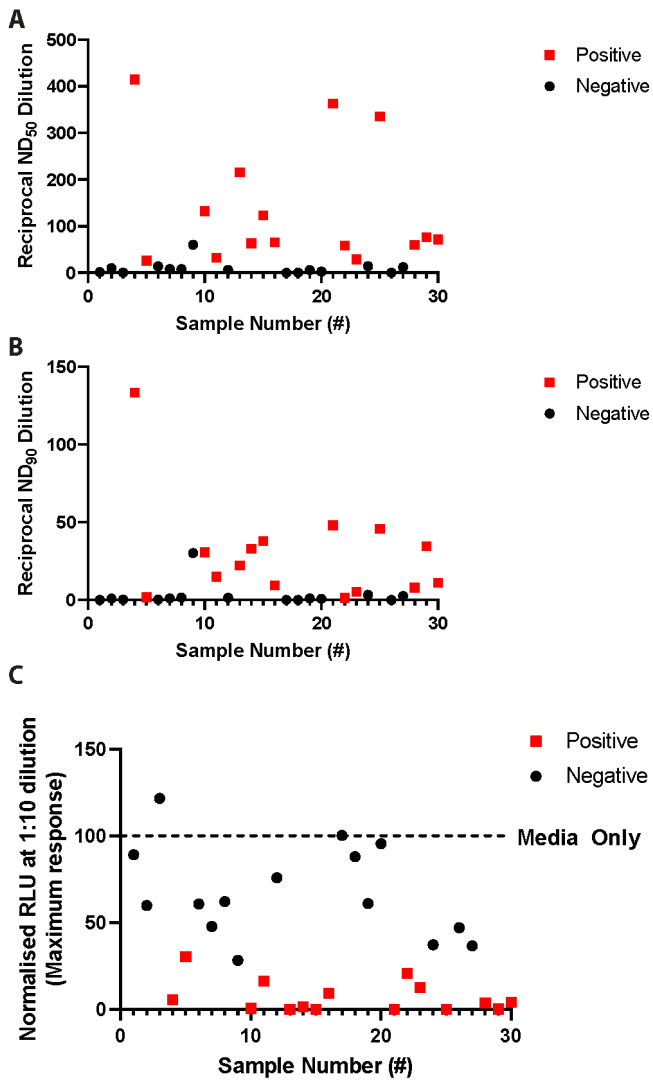 A
500
400
300
200
100
0
Reciprocal ND50 Dilution
0 10 20 30
Sample Number (#)
Positive
Negative
B
150
100
50
0
Reciprocal ND90 Dilution
0 10 20 30
Sample Number (#)
Positive
Negative
C
150
100
50
0
Normalised RLU at 1:10 dilution
(Maximum response)
0 10 20 30
Sample Number (#)
Positive
Negative
Media Only